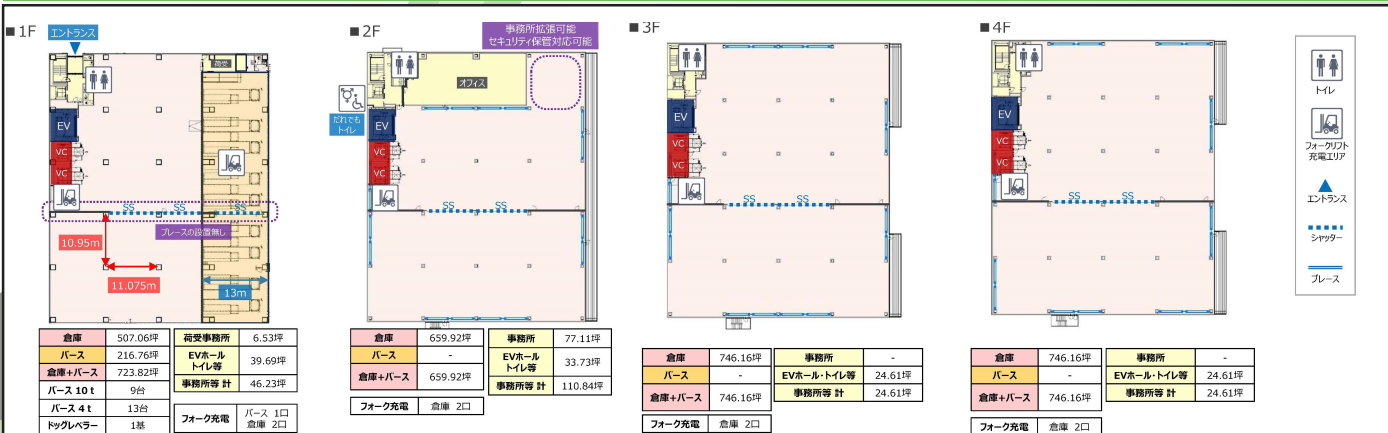 ■ 1F
エントランス
荷受
EV
VC
VC
SS SS SS
ブレースの設置無し
10.95m
11.075m
13m
倉庫 507.06坪
バース 216.76坪
倉庫+バース 723.82坪
バース 10 t 9台
バース 4 t 13台
ドッグレベラー 1基
荷受事務所 6.53坪
EVホール
トイレ等
39.69坪
事務所等 計 46.23坪
フォーク充電
バース 1口
倉庫 2口
■ 2F
事務所拡張可能
セキュリティ保管対応可能
オフィス
だれでも
トイレ
EV
VC
VC
SS SS
倉庫 659.92坪
バース -
倉庫+バース 659.92坪
フォーク充電 倉庫 2口
事務所 77.11坪
EVホール
トイレ等
33.73坪
事務所等 計 110.84坪
■ 3F
EV
VC
VC
SS SS
倉庫 746.16坪
バース -
倉庫+バース 746.16坪
フォーク充電 倉庫 2口
事務所 -
EVホール・トイレ等 24.61坪
事務所等 計 24.61坪
■ 4F
EV
VC
VC
SS SS
倉庫 746.16坪
バース -
倉庫+バース 746.16坪
フォーク充電 倉庫 2口
事務所 -
EVホール・トイレ等 24.61坪
事務所等 計 24.61坪
トイレ
フォークリフト
充電エリア
エントランス
シャッター
ブレース